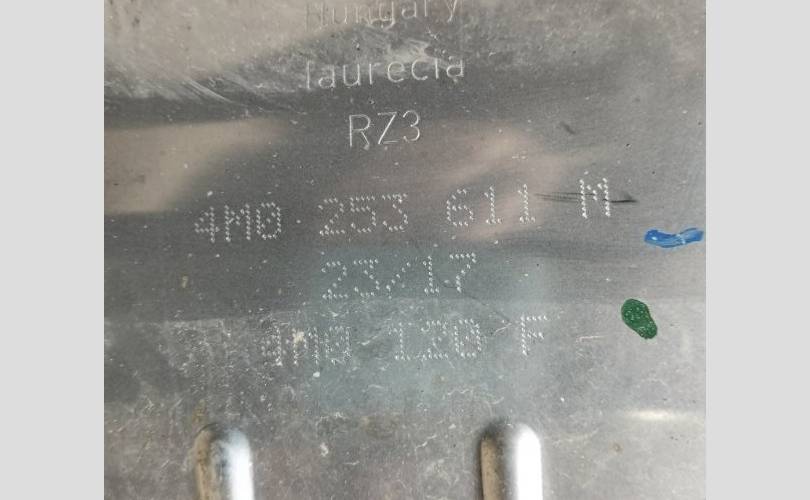 Hungary
faurecia
RZ3
4M0 253 611 M
23/17
4M0 120 F